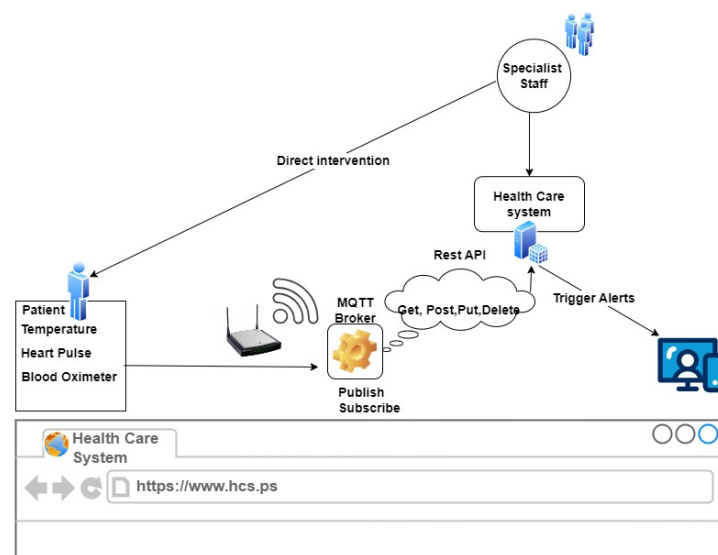 Specialist
Staff
Direct intervention
Health Care
system
Rest API
Get, Post,Put,Delete
Trigger Alerts
MQTT
Broker
Publish
Subscribe
Patient
Temperature
Heart Pulse
Blood Oximeter
Health Care
System
https://www.hcs.ps